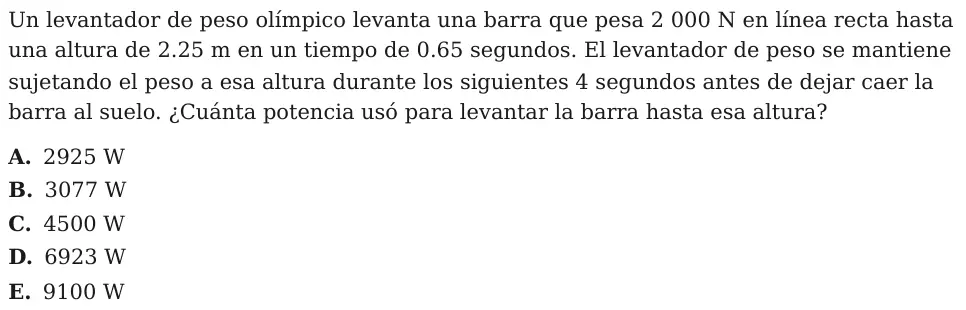 Un levantador de peso olímpico levanta una barra que pesa 2 000 N en línea recta hasta
una altura de 2.25 m en un tiempo de 0.65 segundos. El levantador de peso se mantiene
sujetando el peso a esa altura durante los siguientes 4 segundos antes de dejar caer la
barra al suelo. ¿Cuánta potencia usó para levantar la barra hasta esa altura?
A. 2925 W
B. 3077 W
C. 4500 W
D. 6923 W
E. 9100 W